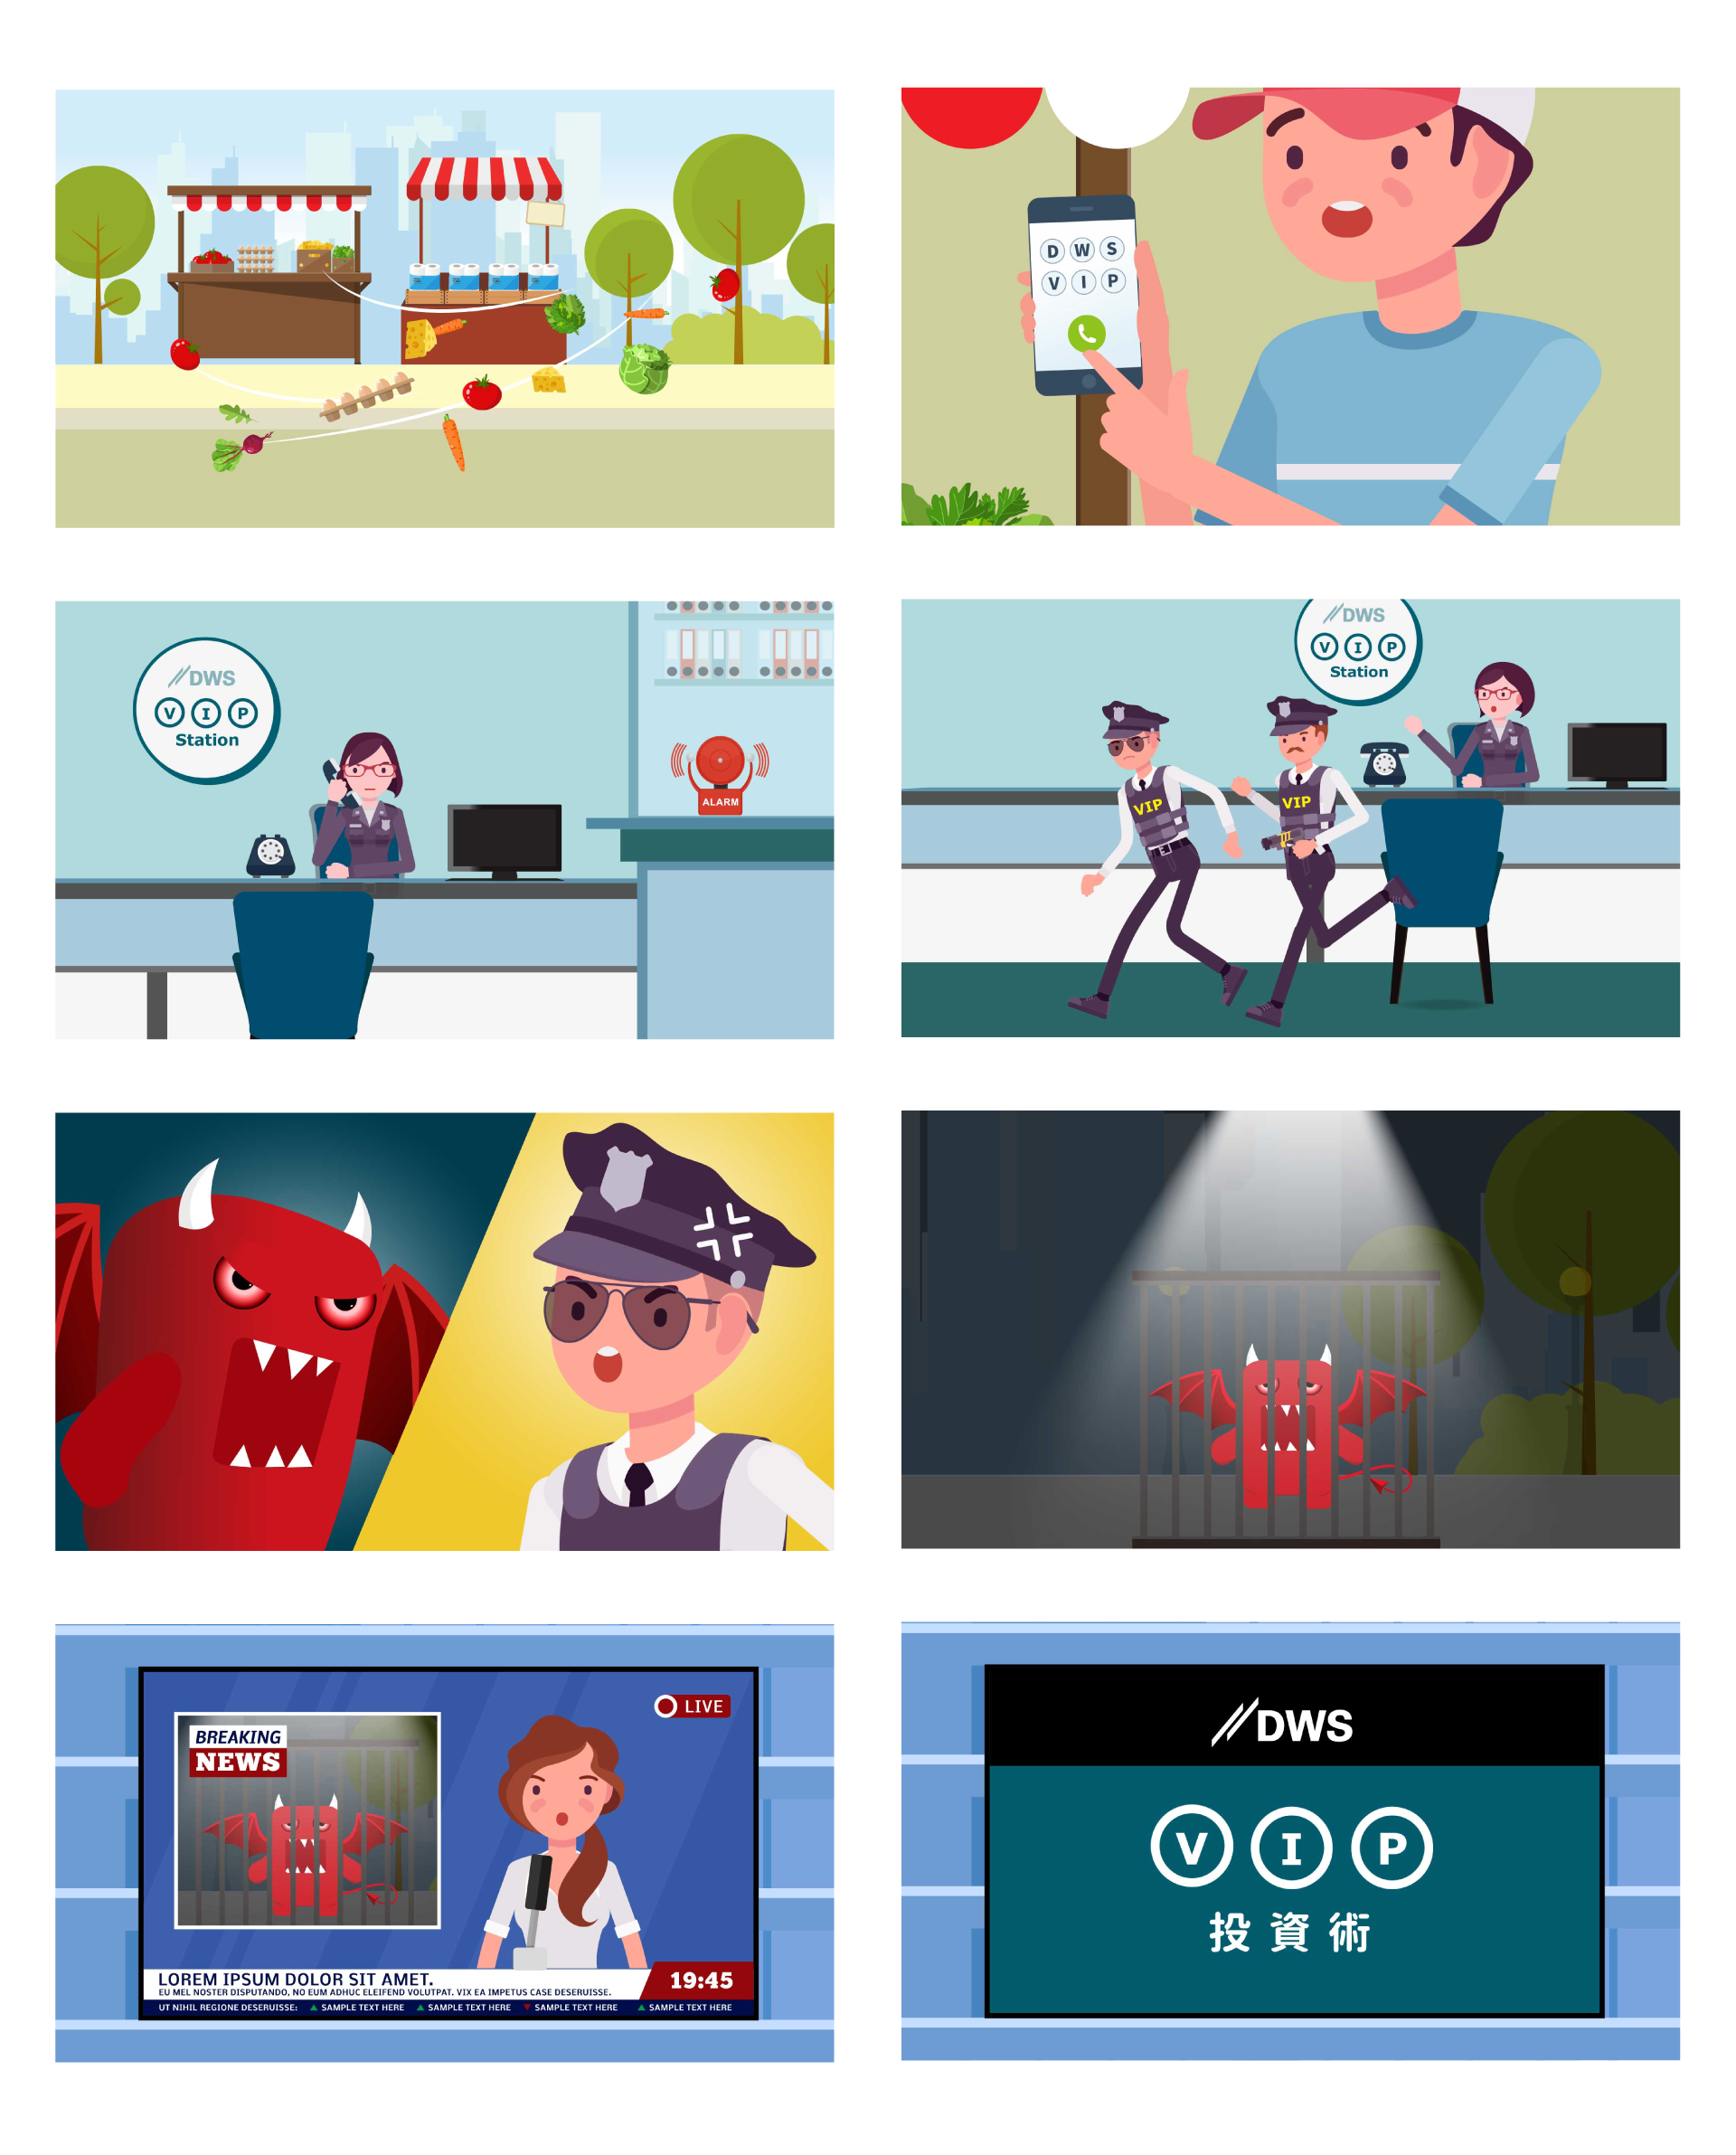 D W S
V I P
DWS
V I P
Station
ALARM
DWS
V I P
Station
VIP
VIP
BREAKING
NEWS
LIVE
LOREM IPSUM DOLOR SIT AMET.
EU MEL NOSTER DISPUTANDO, NO EUM ADHUC ELEIFEND VOLUTPAT. VIX EA IMPETUS CASE DESERUISSE.
19:45
UT NIHIL REGIONE DESERUISSE: ▲ SAMPLE TEXT HERE ▲ SAMPLE TEXT HERE ▼ SAMPLE TEXT HERE ▲ SAMPLE TEXT HERE
DWS
V I P
投資術